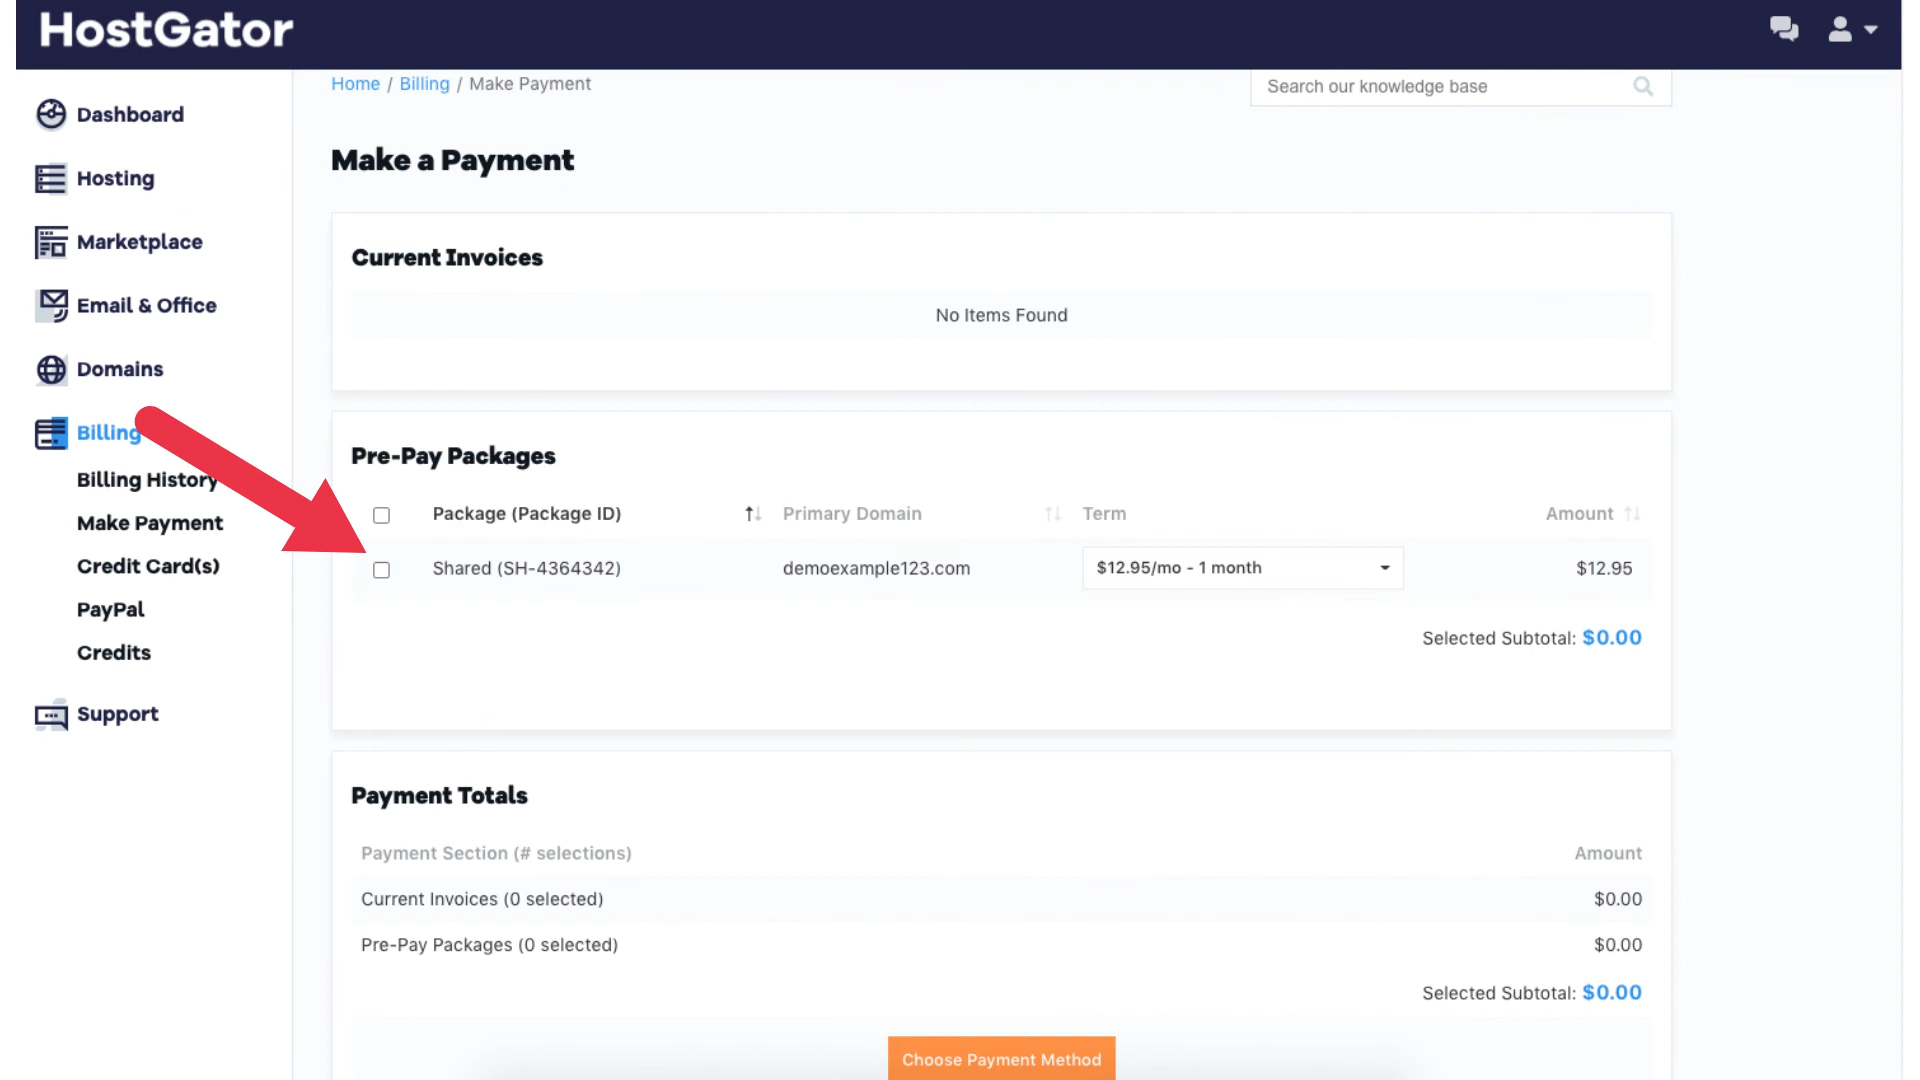 HostGator
Home / Billing / Make Payment
Search our knowledge base
Dashboard
Hosting
Marketplace
Email & Office
Domains
Billing
Billing History
Make Payment
Credit Card(s)
PayPal
Credits
Support
Make a Payment
Current Invoices
No Items Found
Pre-Pay Packages
Package (Package ID) Primary Domain Term Amount
Shared (SH-4364342) demoexample123.com $12.95/mo - 1 month $12.95
Selected Subtotal: $0.00
Payment Totals
Payment Section (# selections) Amount
Current Invoices (0 selected) $0.00
Pre-Pay Packages (0 selected) $0.00
Selected Subtotal: $0.00
Choose Payment Method